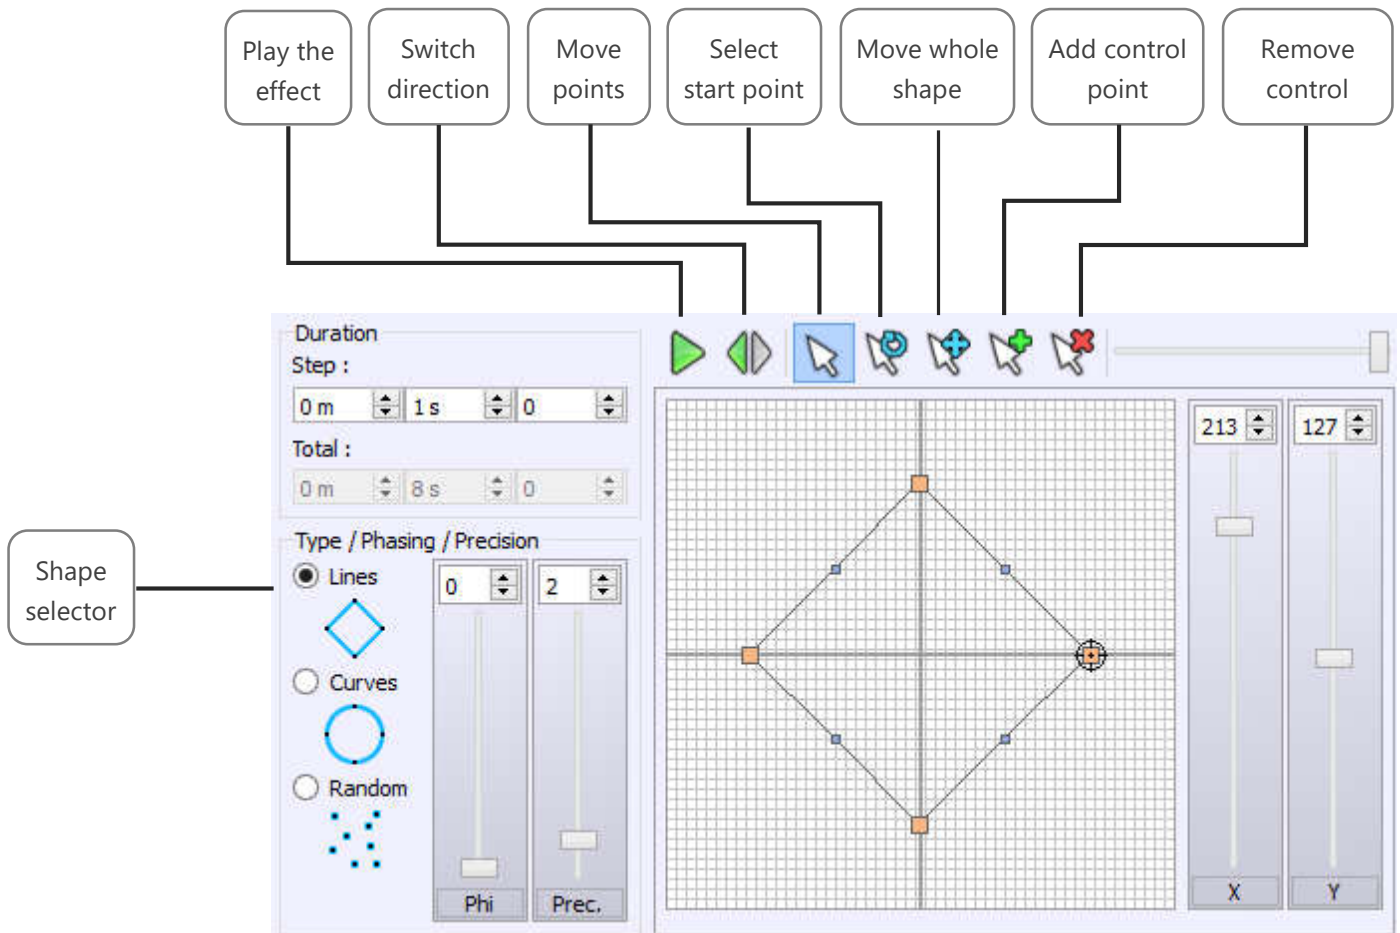 Play the
effect
Switch
direction
Move
points
Select
start point
Move whole
shape
Add control
point
Remove
control
Duration
Step :
0 m 1 s 0
Total :
0 m 8 s 0
Type / Phasing / Precision
Shape
selector
Lines
Curves
Random
0
2
Phi
Prec.
213
127
X
Y